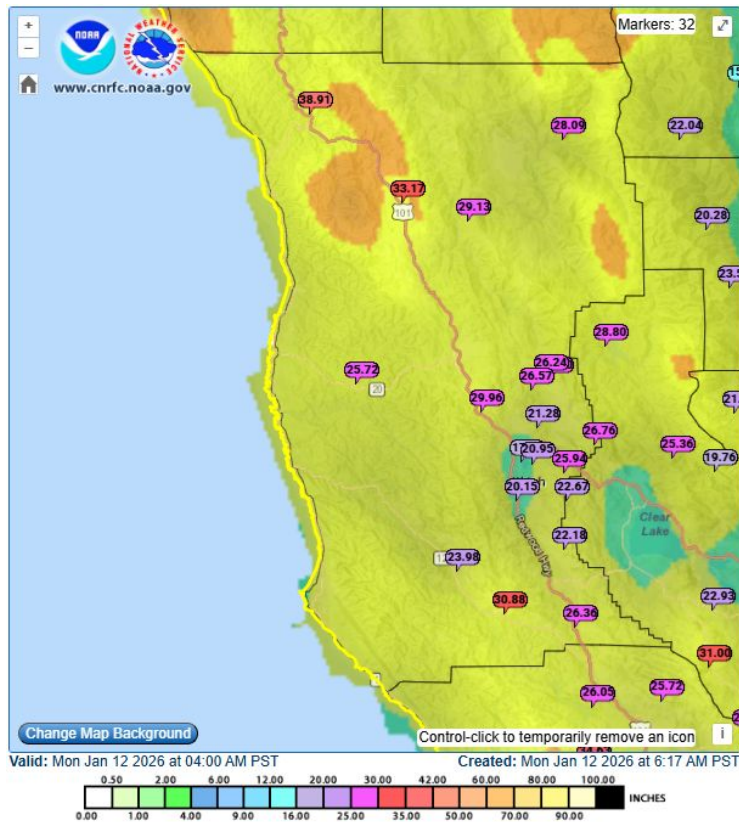 +
Markers: 32
−
NOAA
NATIONAL WEATHER SERVICE
www.cnrfc.noaa.gov
38.91
28.09
22.04
33.17
101
29.13
20.28
28.80
26.24
26.57
25.72
20
29.96
21.28
26.76
25.36
20.95
25.94
19.76
20.15
22.67
Clear
Lake
Redwood Hwy
22.18
23.98
30.88
22.93
26.36
31.00
26.05
25.72
Change Map Background
Control-click to temporarily remove an icon
i
Valid: Mon Jan 12 2026 at 04:00 AM PST
Created: Mon Jan 12 2026 at 6:17 AM PST
0.50 2.00 6.00 12.00 20.00 30.00 42.00 60.00 80.00 100.00
INCHES
0.00 1.00 4.00 9.00 16.00 25.00 35.00 50.00 70.00 90.00